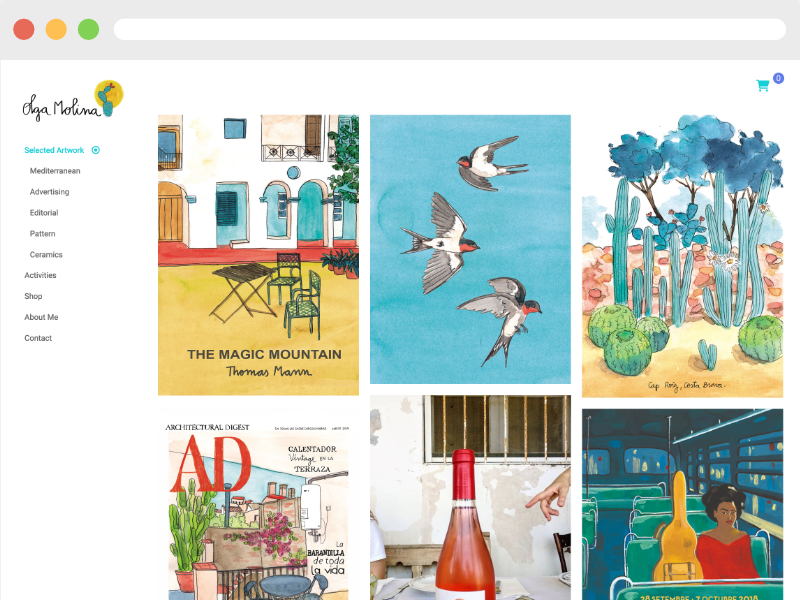 0
Olga Molina
Selected Artwork
Mediterranean
Advertising
Editorial
Pattern
Ceramics
Activities
Shop
About Me
Contact
THE MAGIC MOUNTAIN
Thomas Mann
Cap Roig, Costa Brava.
ARCHITECTURAL DIGEST
AD
CALENTADOR
Vintage EN LA
TERRAZA
La
BARANDILLA
de toda
la vida
28 SETEMBRE · 7 OCTUBRE 2018